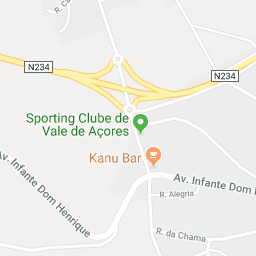 R. Ca
N234
N234
Sporting Clube de
Vale de Açores
Kanu Bar
Av. Infante Dom Henrique
Av. Infante Dom
R. Alegria
R. da Chama